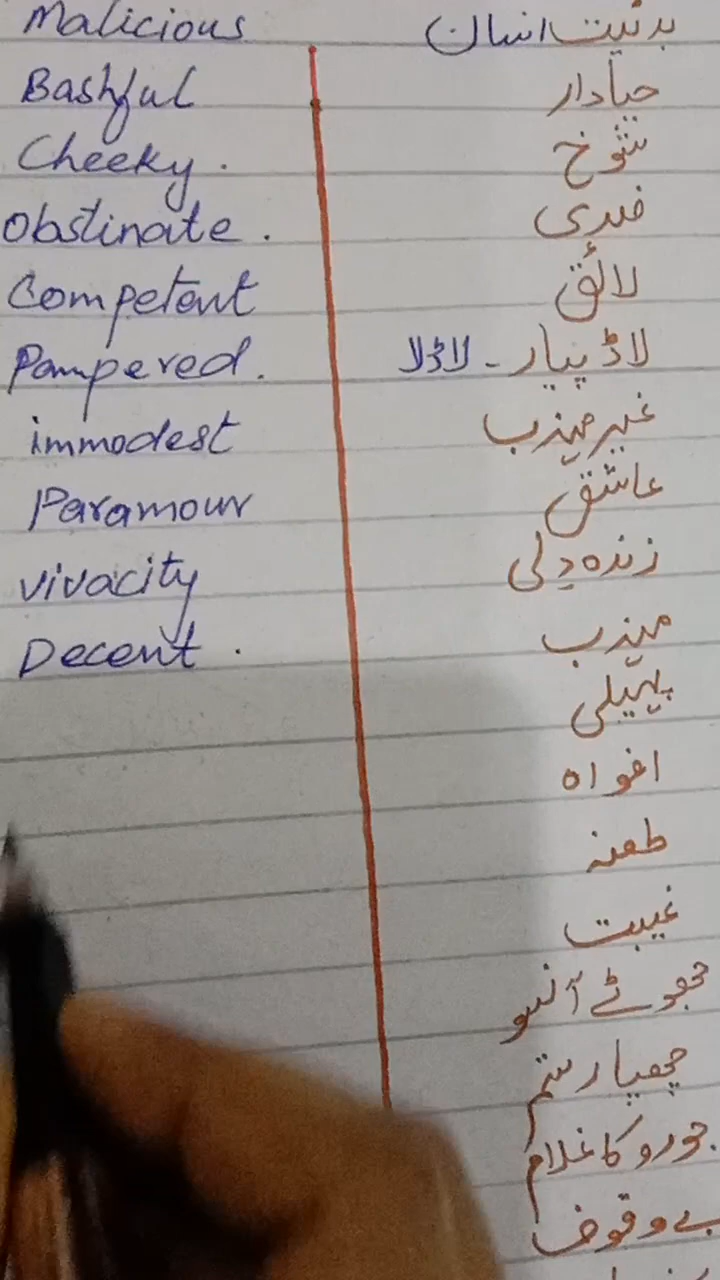 Malicious بدنیت انسان
Bashful حیادار
Cheeky. شوخ
Obstinate. ضدی
Competent لائق
Pampered. لاڈ پیار - لاڈلا
immodest غیر مہذب
Paramour عاشق
vivacity زندہ دلی
Decent. مہذب
پہیلی
افواہ
طعنہ
غیبت
جھوٹے آنسو
چھپا رستم
جورو کا غلام
بے وقوف